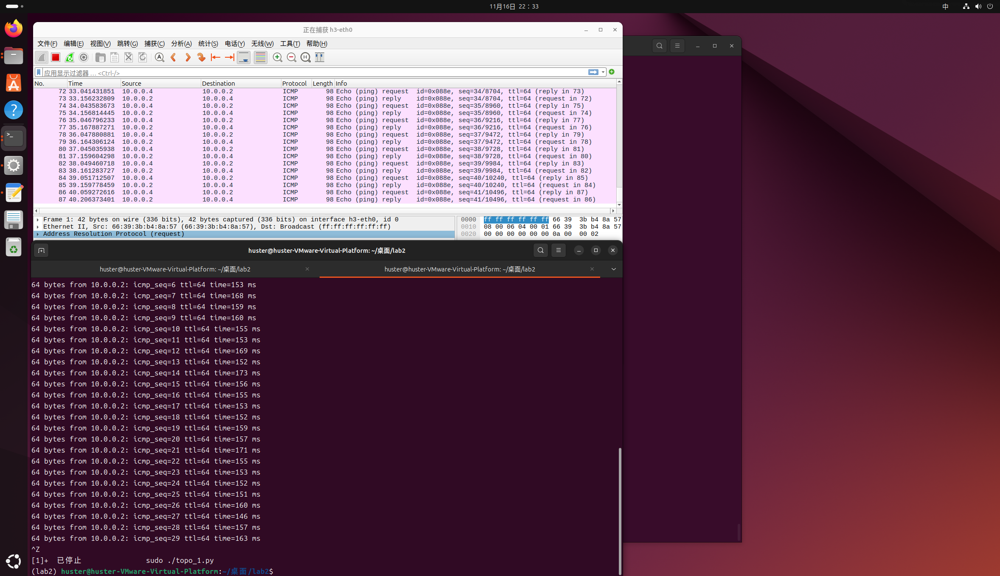 11月16日 22：33
中
正在捕获 h3-eth0
文件(F) 编辑(E) 视图(V) 跳转(G) 捕获(C) 分析(A) 统计(S) 电话(Y) 无线(W) 工具(T) 帮助(H)
应用显示过滤器 … <Ctrl-/>
No. Time Source Destination Protocol Length Info
72 33.041431851 10.0.0.4 10.0.0.2 ICMP 98 Echo (ping) request id=0x088e, seq=34/8704, ttl=64 (reply in 73)
73 33.156232809 10.0.0.2 10.0.0.4 ICMP 98 Echo (ping) reply id=0x088e, seq=34/8704, ttl=64 (request in 72)
74 34.043583673 10.0.0.4 10.0.0.2 ICMP 98 Echo (ping) request id=0x088e, seq=35/8960, ttl=64 (reply in 75)
75 34.156814445 10.0.0.2 10.0.0.4 ICMP 98 Echo (ping) reply id=0x088e, seq=35/8960, ttl=64 (request in 74)
76 35.046796233 10.0.0.4 10.0.0.2 ICMP 98 Echo (ping) request id=0x088e, seq=36/9216, ttl=64 (reply in 77)
77 35.167887271 10.0.0.2 10.0.0.4 ICMP 98 Echo (ping) reply id=0x088e, seq=36/9216, ttl=64 (request in 76)
78 36.047880881 10.0.0.4 10.0.0.2 ICMP 98 Echo (ping) request id=0x088e, seq=37/9472, ttl=64 (reply in 79)
79 36.164306124 10.0.0.2 10.0.0.4 ICMP 98 Echo (ping) reply id=0x088e, seq=37/9472, ttl=64 (request in 78)
80 37.045035938 10.0.0.4 10.0.0.2 ICMP 98 Echo (ping) request id=0x088e, seq=38/9728, ttl=64 (reply in 81)
81 37.159604298 10.0.0.2 10.0.0.4 ICMP 98 Echo (ping) reply id=0x088e, seq=38/9728, ttl=64 (request in 80)
82 38.049460718 10.0.0.4 10.0.0.2 ICMP 98 Echo (ping) request id=0x088e, seq=39/9984, ttl=64 (reply in 83)
83 38.161283727 10.0.0.2 10.0.0.4 ICMP 98 Echo (ping) reply id=0x088e, seq=39/9984, ttl=64 (request in 82)
84 39.051712507 10.0.0.4 10.0.0.2 ICMP 98 Echo (ping) request id=0x088e, seq=40/10240, ttl=64 (reply in 85)
85 39.159778459 10.0.0.2 10.0.0.4 ICMP 98 Echo (ping) reply id=0x088e, seq=40/10240, ttl=64 (request in 84)
86 40.059272616 10.0.0.4 10.0.0.2 ICMP 98 Echo (ping) request id=0x088e, seq=41/10496, ttl=64 (reply in 87)
87 40.206373401 10.0.0.2 10.0.0.4 ICMP 98 Echo (ping) reply id=0x088e, seq=41/10496, ttl=64 (request in 86)
Frame 1: 42 bytes on wire (336 bits), 42 bytes captured (336 bits) on interface h3-eth0, id 0
Ethernet II, Src: 66:39:3b:b4:8a:57 (66:39:3b:b4:8a:57), Dst: Broadcast (ff:ff:ff:ff:ff:ff)
Address Resolution Protocol (request)
0000 ff ff ff ff ff ff 66 39 3b b4 8a 57
0010 08 00 06 04 00 01 66 39 3b b4 8a 57
0020 00 00 00 00 00 00 0a 00 00 02
huster@huster-VMware-Virtual-Platform: ~/桌面/lab2
huster@huster-VMware-Virtual-Platform: ~/桌面/lab2
huster@huster-VMware-Virtual-Platform: ~/桌面/lab2
64 bytes from 10.0.0.2: icmp_seq=6 ttl=64 time=153 ms
64 bytes from 10.0.0.2: icmp_seq=7 ttl=64 time=168 ms
64 bytes from 10.0.0.2: icmp_seq=8 ttl=64 time=159 ms
64 bytes from 10.0.0.2: icmp_seq=9 ttl=64 time=160 ms
64 bytes from 10.0.0.2: icmp_seq=10 ttl=64 time=155 ms
64 bytes from 10.0.0.2: icmp_seq=11 ttl=64 time=153 ms
64 bytes from 10.0.0.2: icmp_seq=12 ttl=64 time=169 ms
64 bytes from 10.0.0.2: icmp_seq=13 ttl=64 time=152 ms
64 bytes from 10.0.0.2: icmp_seq=14 ttl=64 time=173 ms
64 bytes from 10.0.0.2: icmp_seq=15 ttl=64 time=156 ms
64 bytes from 10.0.0.2: icmp_seq=16 ttl=64 time=155 ms
64 bytes from 10.0.0.2: icmp_seq=17 ttl=64 time=153 ms
64 bytes from 10.0.0.2: icmp_seq=18 ttl=64 time=152 ms
64 bytes from 10.0.0.2: icmp_seq=19 ttl=64 time=159 ms
64 bytes from 10.0.0.2: icmp_seq=20 ttl=64 time=157 ms
64 bytes from 10.0.0.2: icmp_seq=21 ttl=64 time=171 ms
64 bytes from 10.0.0.2: icmp_seq=22 ttl=64 time=155 ms
64 bytes from 10.0.0.2: icmp_seq=23 ttl=64 time=153 ms
64 bytes from 10.0.0.2: icmp_seq=24 ttl=64 time=152 ms
64 bytes from 10.0.0.2: icmp_seq=25 ttl=64 time=151 ms
64 bytes from 10.0.0.2: icmp_seq=26 ttl=64 time=160 ms
64 bytes from 10.0.0.2: icmp_seq=27 ttl=64 time=146 ms
64 bytes from 10.0.0.2: icmp_seq=28 ttl=64 time=157 ms
64 bytes from 10.0.0.2: icmp_seq=29 ttl=64 time=163 ms
^Z
[1]+ 已停止 sudo ./topo_1.py
(lab2) huster@huster-VMware-Virtual-Platform:~/桌面/lab2$